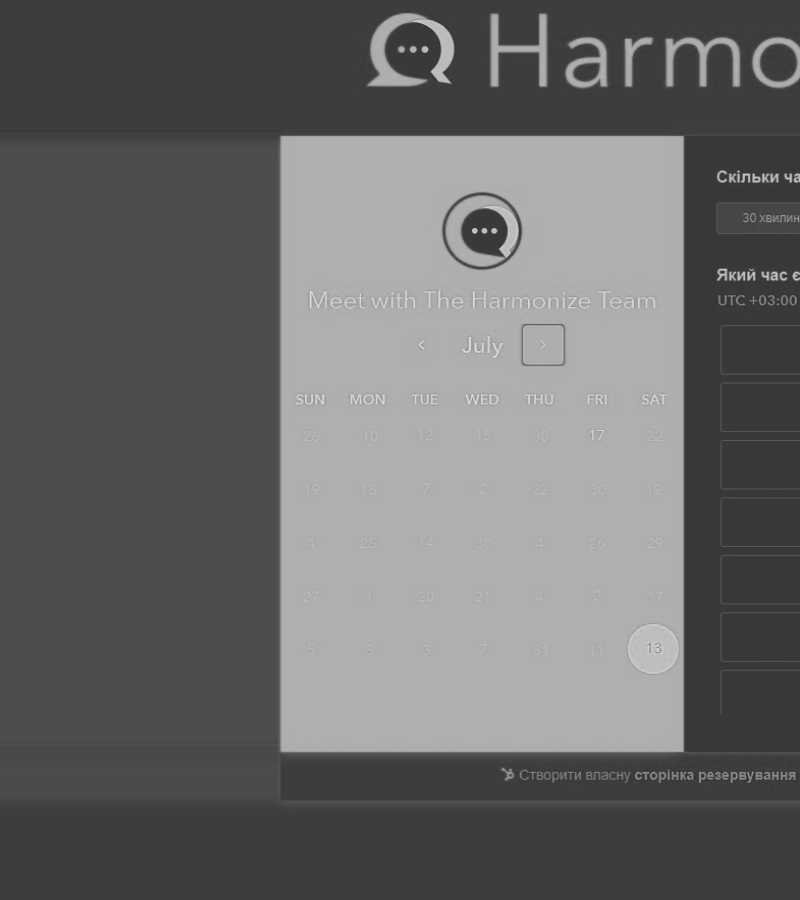 Harmo
Meet with The Harmonize Team
July
SUN MON TUE WED THU FRI SAT
26 10 12 15 30 17 22
19 18 7 2 22 30 19
4 25 14 30 4 26 29
27 1 20 21 4 2 17
5 3 3 7 31 11 13
Скільки ча
30 хвилин
Який час є
UTC +03:00
Створити власну сторінка резервування